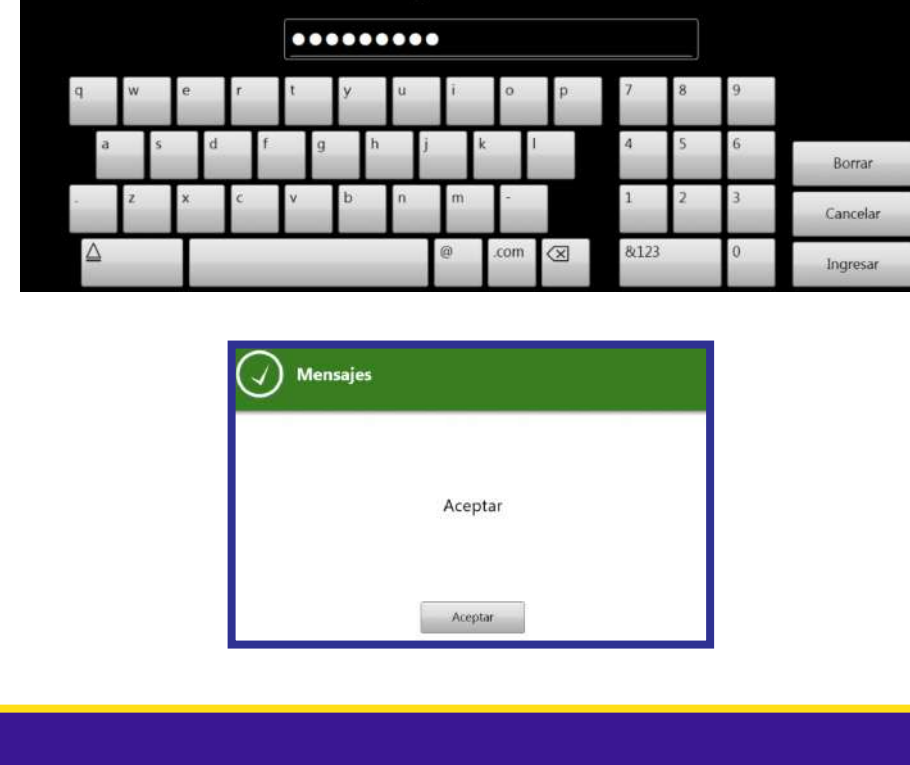 ●●●●●●●●●
q w e r t y u i o p 7 8 9
a s d f g h j k l 4 5 6
Borrar
. z x c v b n m - 1 2 3
Cancelar
@ .com &123 0
Ingresar
Mensajes
Aceptar
Aceptar